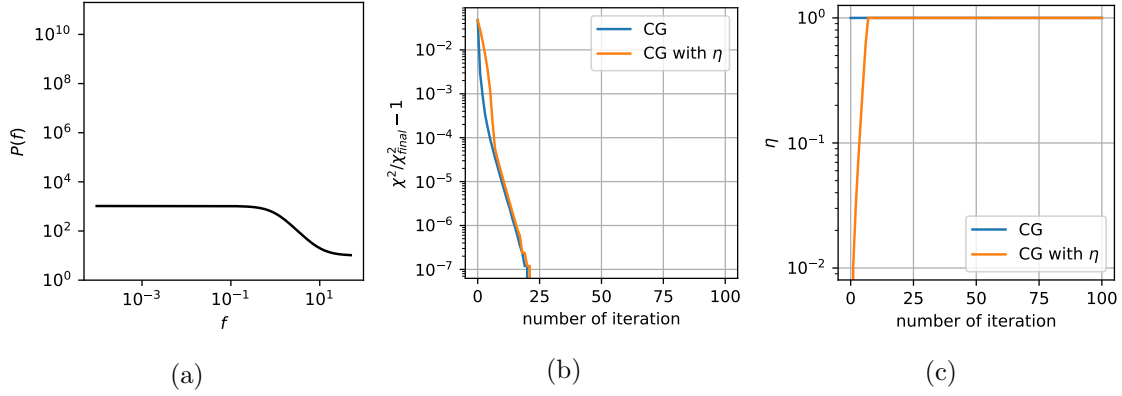 10^{10}
10^{8}
10^{6}
10^{4}
10^{2}
10^{0}
P(f)
10^{-3}
10^{-1}
10^{1}
f
(a)
10^{-2}
10^{-3}
10^{-4}
10^{-5}
10^{-6}
10^{-7}
χ^{2}/χ^{2}_{final} − 1
CG
CG with η
0 25 50 75 100
number of iteration
(b)
10^{0}
10^{-1}
10^{-2}
η
CG
CG with η
0 25 50 75 100
number of iteration
(c)